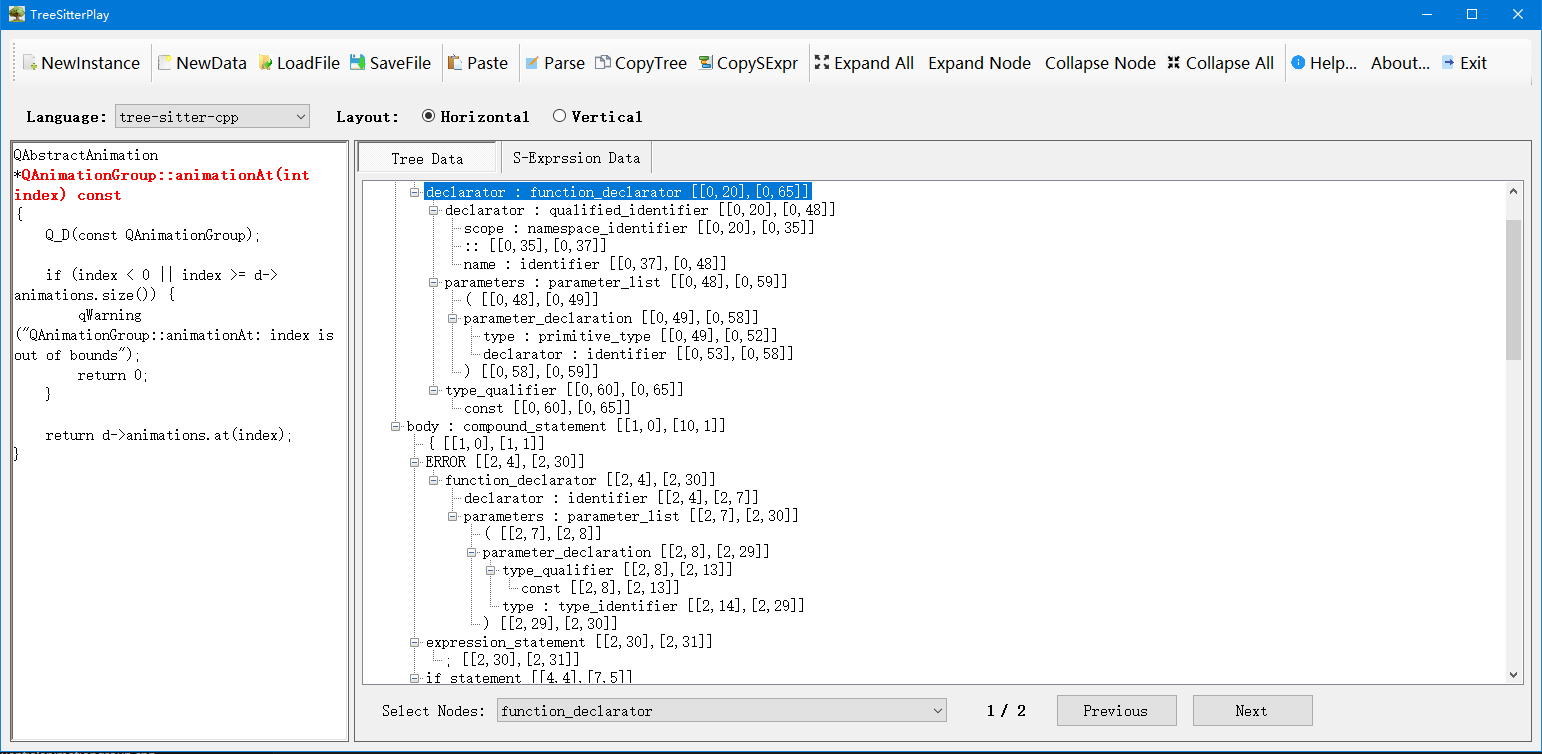 TreeSitterPlay
NewInstance NewData LoadFile SaveFile Paste Parse CopyTree CopySExpr Expand All Expand Node Collapse Node Collapse All Help... About... Exit
Language: tree-sitter-cpp Layout: Horizontal Vertical
QAbstractAnimation
*QAnimationGroup::animationAt(int
index) const
{
Q_D(const QAnimationGroup);
if (index < 0 || index >= d->
animations.size()) {
qWarning
("QAnimationGroup::animationAt: index is
out of bounds");
return 0;
}
return d->animations.at(index);
}
Tree Data S-Exprssion Data
declarator : function_declarator [[0,20],[0,65]]
declarator : qualified_identifier [[0,20],[0,48]]
scope : namespace_identifier [[0,20],[0,35]]
:: [[0,35],[0,37]]
name : identifier [[0,37],[0,48]]
parameters : parameter_list [[0,48],[0,59]]
( [[0,48],[0,49]]
parameter_declaration [[0,49],[0,58]]
type : primitive_type [[0,49],[0,52]]
declarator : identifier [[0,53],[0,58]]
) [[0,58],[0,59]]
type_qualifier [[0,60],[0,65]]
const [[0,60],[0,65]]
body : compound_statement [[1,0],[10,1]]
{ [[1,0],[1,1]]
ERROR [[2,4],[2,30]]
function_declarator [[2,4],[2,30]]
declarator : identifier [[2,4],[2,7]]
parameters : parameter_list [[2,7],[2,30]]
( [[2,7],[2,8]]
parameter_declaration [[2,8],[2,29]]
type_qualifier [[2,8],[2,13]]
const [[2,8],[2,13]]
type : type_identifier [[2,14],[2,29]]
) [[2,29],[2,30]]
expression_statement [[2,30],[2,31]]
; [[2,30],[2,31]]
if_statement [[4,4],[7,5]]
Select Nodes: function_declarator 1 / 2 Previous Next